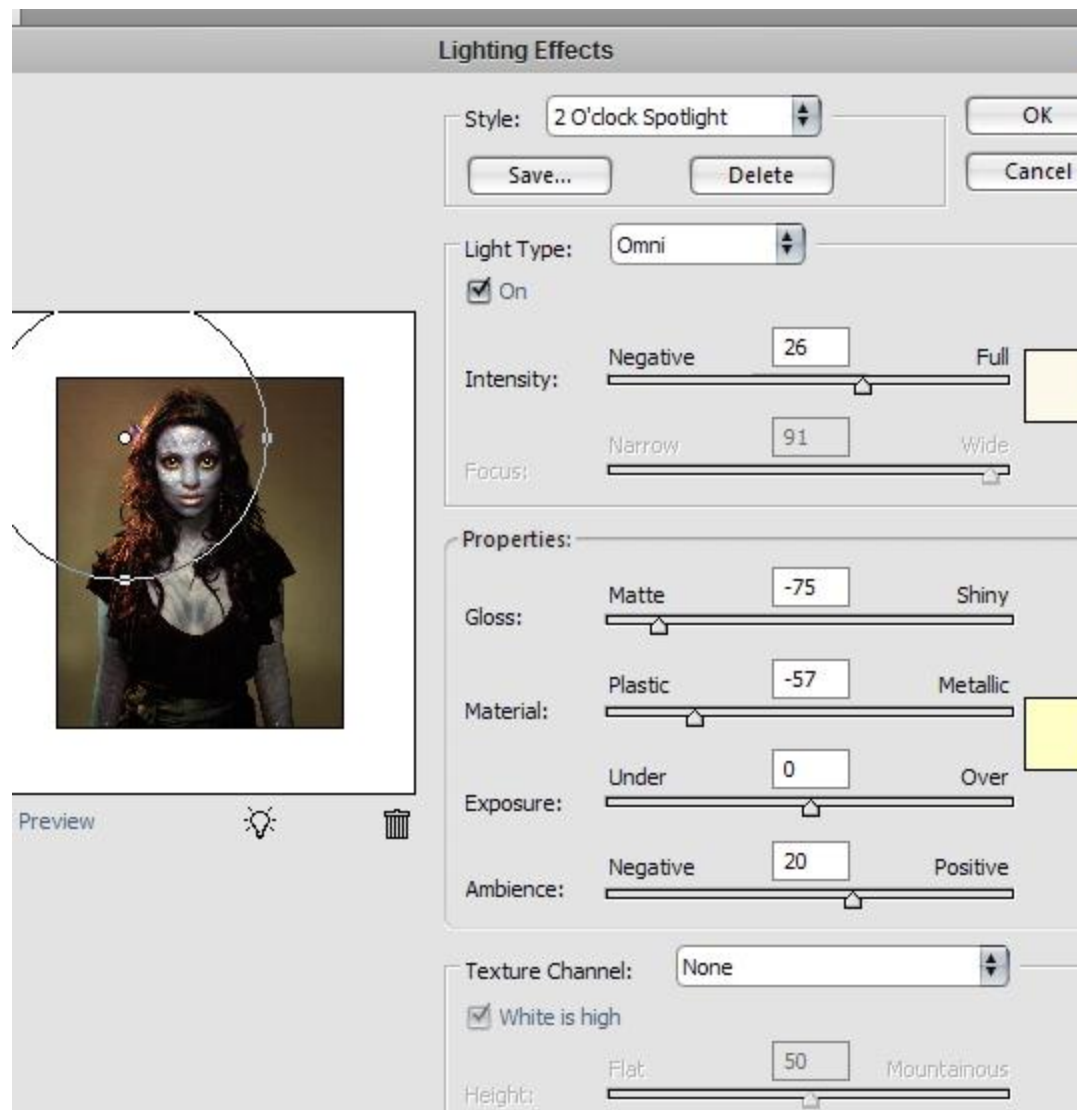 Lighting Effects
Style: 2 O'clock Spotlight
OK
Save... Delete
Cancel
Light Type: Omni
On
Negative 26 Full
Intensity:
Narrow 91 Wide
Focus:
Properties:
Matte -75 Shiny
Gloss:
Plastic -57 Metallic
Material:
Under 0 Over
Exposure:
Preview
Negative 20 Positive
Ambience:
Texture Channel: None
White is high
Flat 50 Mountainous
Height: